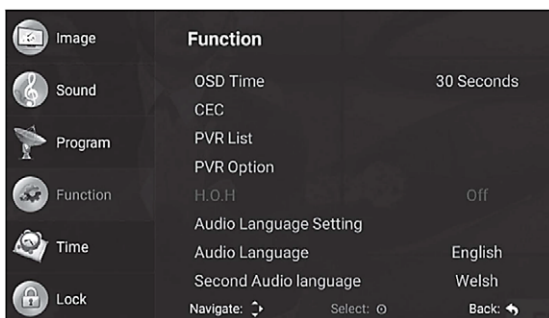 Image
Sound
Program
Function
Time
Lock
Function
OSD Time 30 Seconds
CEC
PVR List
PVR Option
H.O.H Off
Audio Language Setting
Audio Language English
Second Audio language Welsh
Navigate: Select: Back: